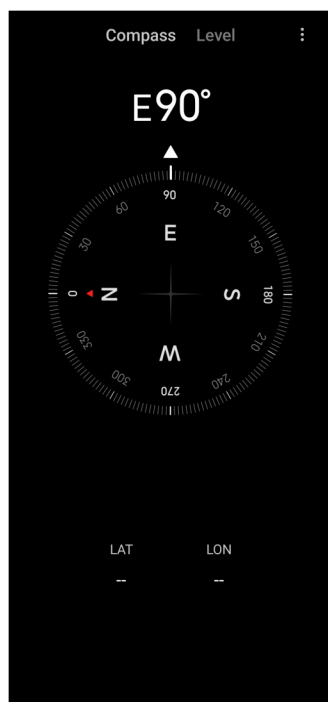 Compass Level
E90°
90
60 120
E
30 150
0 N S 180
330 210
W
300 240
270
LAT LON
-- --